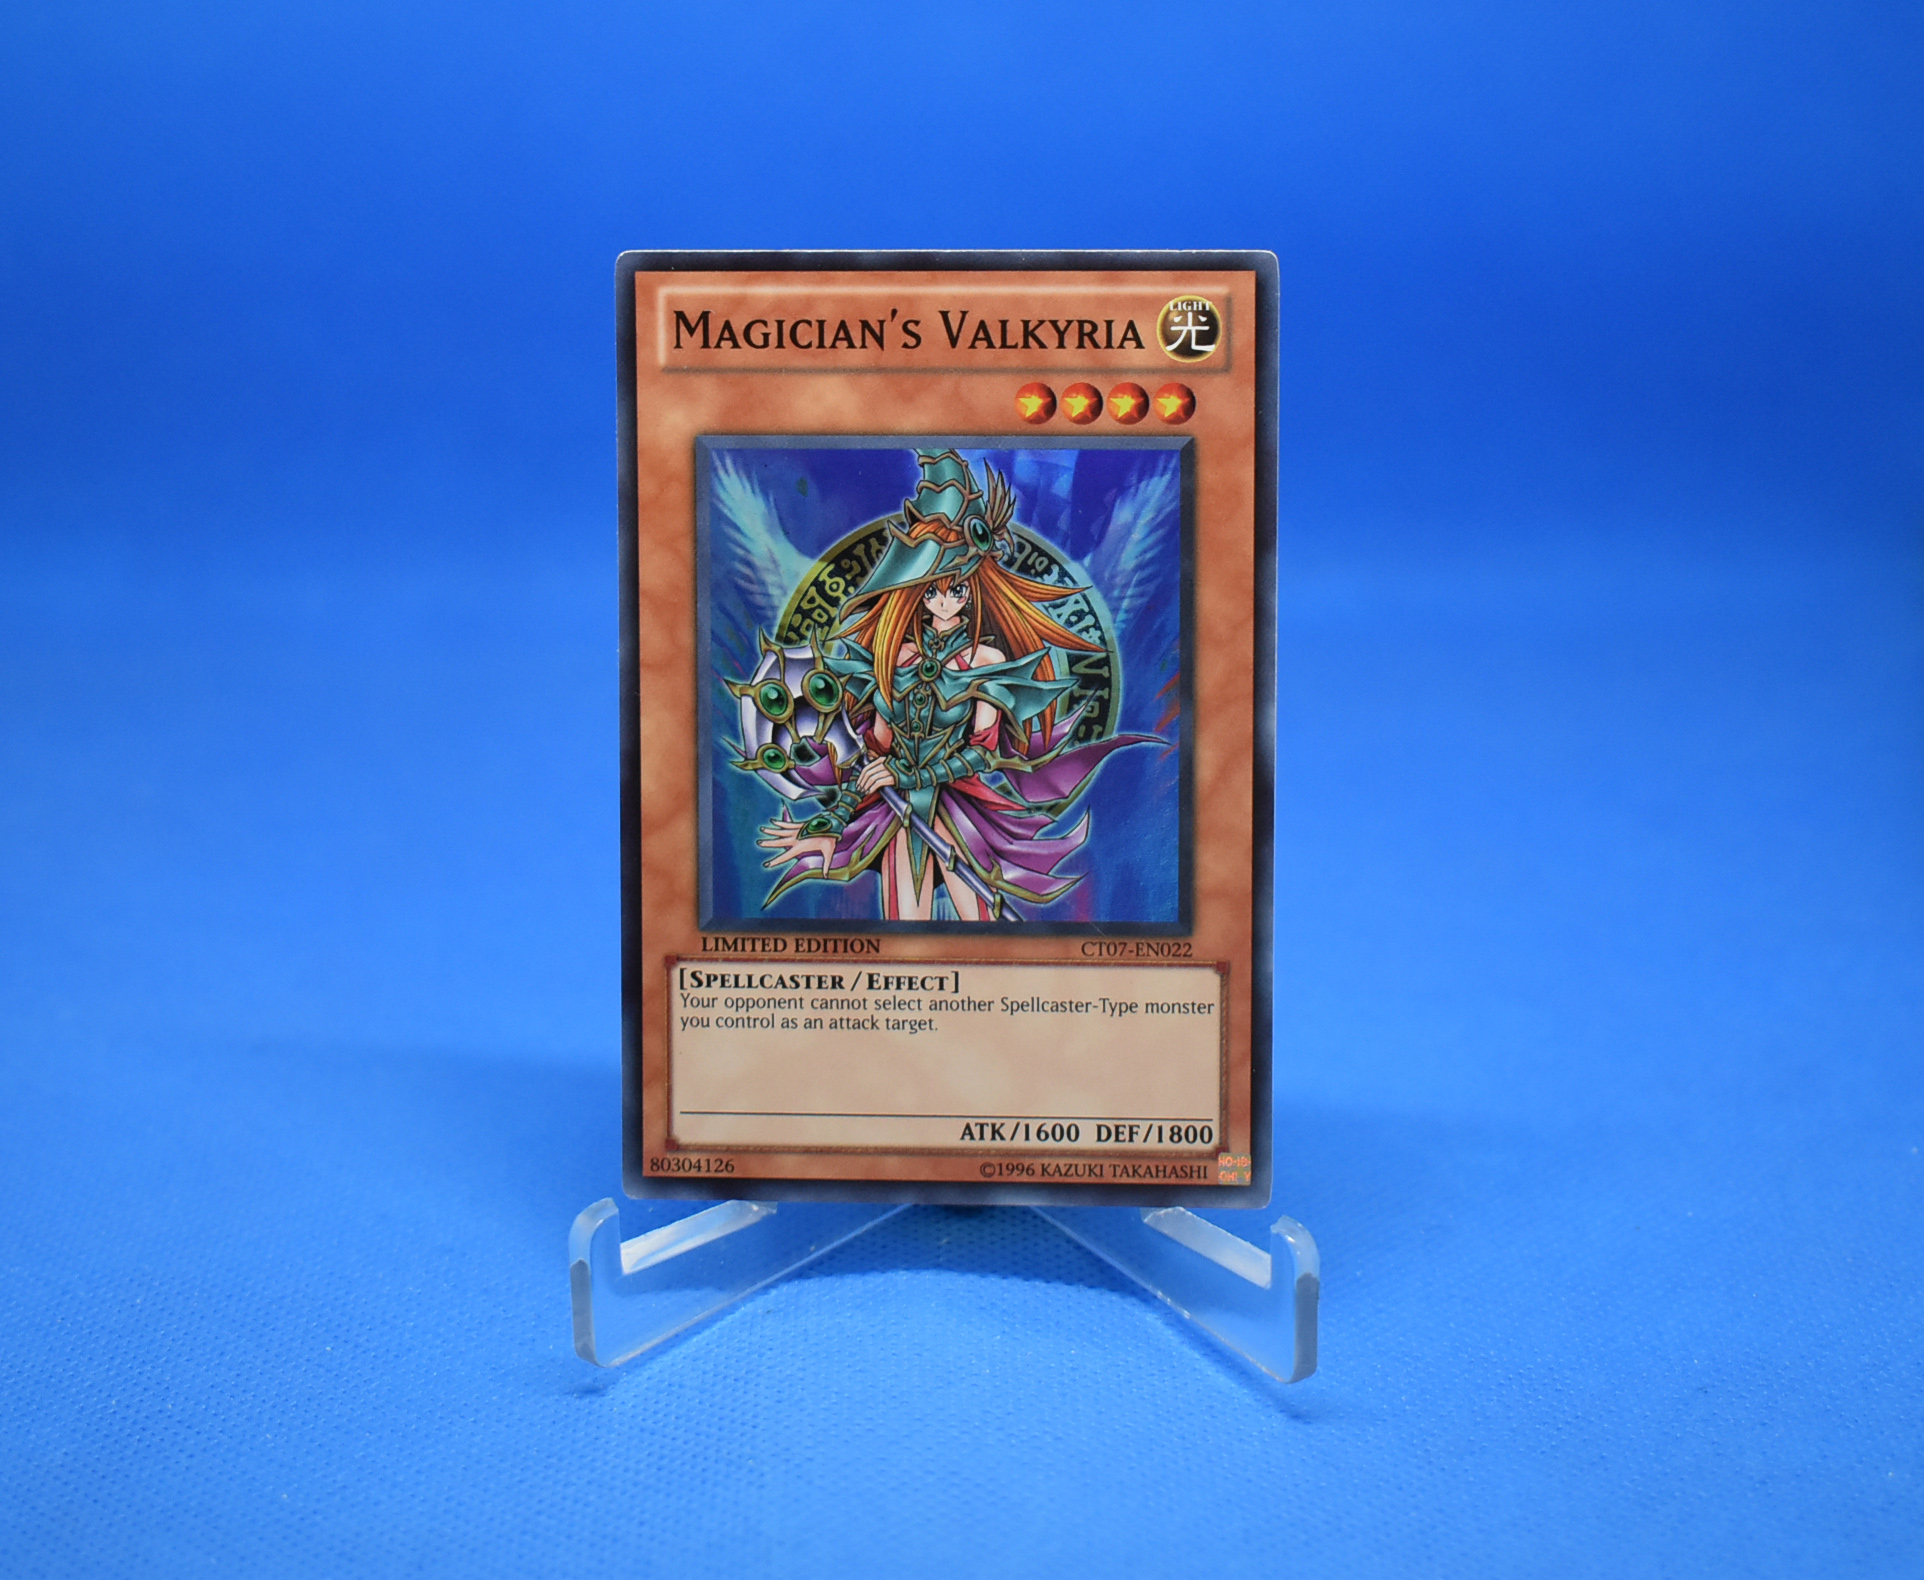 MAGICIAN'S VALKYRIA
LIGHT
光
LIMITED EDITION
CT07-EN022
[SPELLCASTER / EFFECT]
Your opponent cannot select another Spellcaster-Type monster
you control as an attack target.
ATK/1600 DEF/1800
80304126
©1996 KAZUKI TAKAHASHI